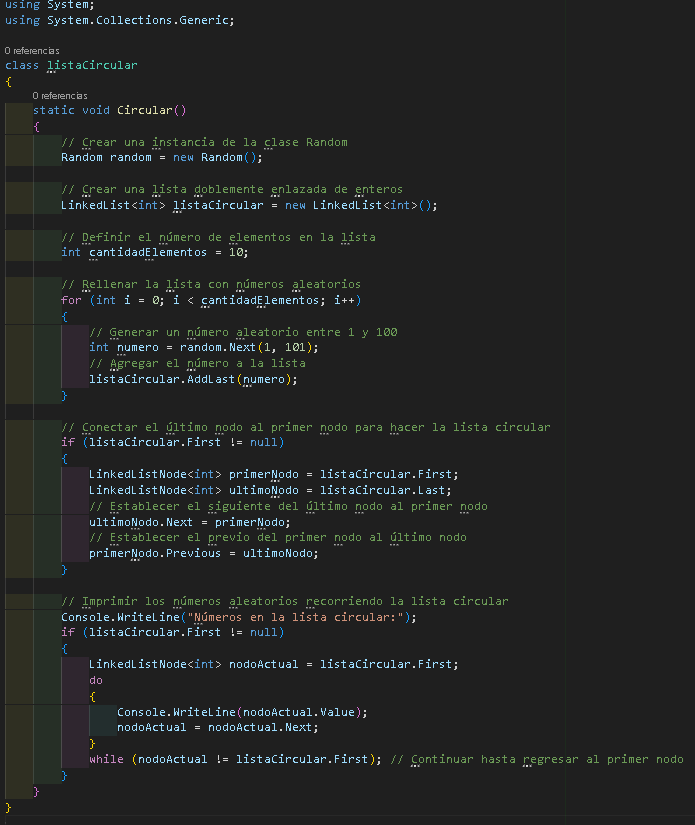 using System;
using System.Collections.Generic;
0 referencias
class listaCircular
{
0 referencias
static void Circular()
{
// Crear una instancia de la clase Random
Random random = new Random();
// Crear una lista doblemente enlazada de enteros
LinkedList<int> listaCircular = new LinkedList<int>();
// Definir el número de elementos en la lista
int cantidadElementos = 10;
// Rellenar la lista con números aleatorios
for (int i = 0; i < cantidadElementos; i++)
{
// Generar un número aleatorio entre 1 y 100
int numero = random.Next(1, 101);
// Agregar el número a la lista
listaCircular.AddLast(numero);
}
// Conectar el último nodo al primer nodo para hacer la lista circular
if (listaCircular.First != null)
{
LinkedListNode<int> primerNodo = listaCircular.First;
LinkedListNode<int> ultimoNodo = listaCircular.Last;
// Establecer el siguiente del último nodo al primer nodo
ultimoNodo.Next = primerNodo;
// Establecer el previo del primer nodo al último nodo
primerNodo.Previous = ultimoNodo;
}
// Imprimir los números aleatorios recorriendo la lista circular
Console.WriteLine("Números en la lista circular:");
if (listaCircular.First != null)
{
LinkedListNode<int> nodoActual = listaCircular.First;
do
{
Console.WriteLine(nodoActual.Value);
nodoActual = nodoActual.Next;
}
while (nodoActual != listaCircular.First); // Continuar hasta regresar al primer nodo
}
}
}